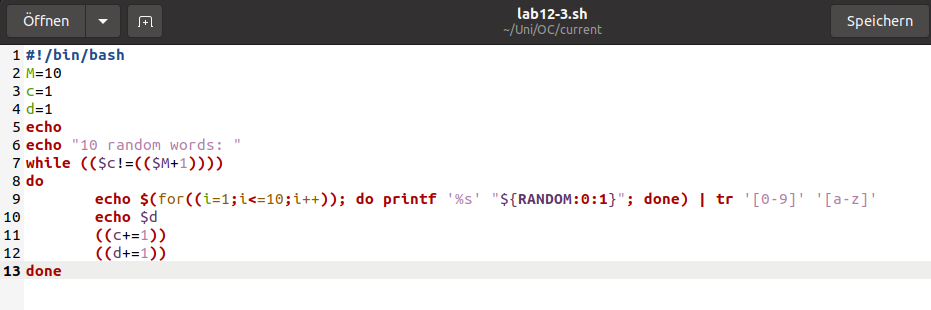 Öffnen
lab12-3.sh
~/Uni/OC/current
Speichern
1 #!/bin/bash
2 M=10
3 c=1
4 d=1
5 echo
6 echo "10 random words: "
7 while (($c!=(($M+1))))
8 do
9         echo $(for((i=1;i<=10;i++)); do printf '%s' "${RANDOM:0:1}"; done) | tr '[0-9]' '[a-z]'
10         echo $d
11         ((c+=1))
12         ((d+=1))
13 done